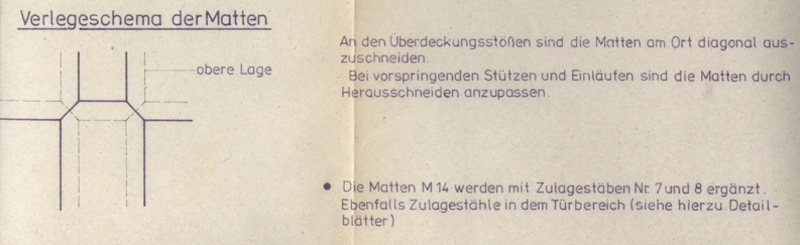 Verlegeschema der Matten
obere Lage
An den Überdeckungsstößen sind die Matten am Ort diagonal aus-
zuschneiden.
Bei vorspringenden Stützen und Einläufen sind die Matten durch
Herausschneiden anzupassen.
• Die Matten M 14 werden mit Zulagestäben Nr. 7 und 8 ergänzt.
Ebenfalls Zulagestähle in dem Türbereich (siehe hierzu Detail-
blätter)